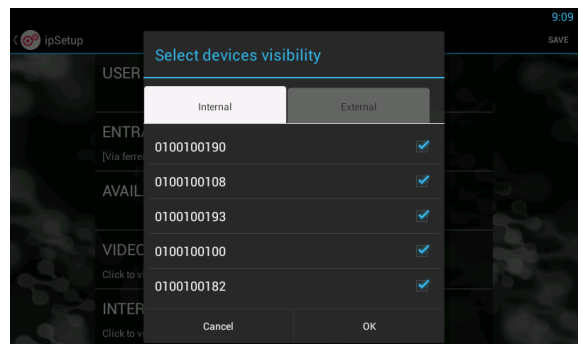 9:09
ipSetup
SAVE
Select devices visibility
USER
Internal
External
ENTRA
0100100190
[Via ferre
0100100108
AVAIL
0100100193
VIDEO
0100100100
Click to v
0100100182
INTER
Click to v
Cancel
OK